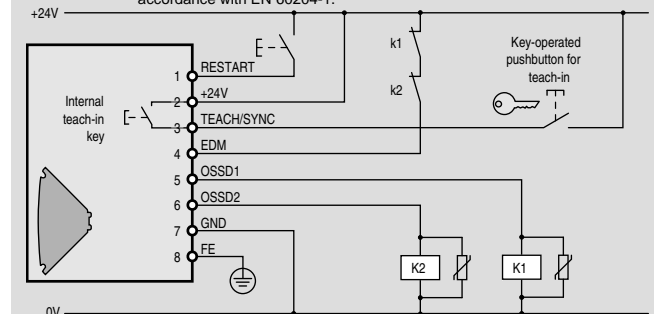 accordance with EN 60204-1.
+24V
k1
k2
Key-operated
pushbutton for
teach-in
Internal
teach-in
key
1 RESTART
2 +24V
3 TEACH/SYNC
4 EDM
5 OSSD1
6 OSSD2
7 GND
8 FE
K2
K1
0V